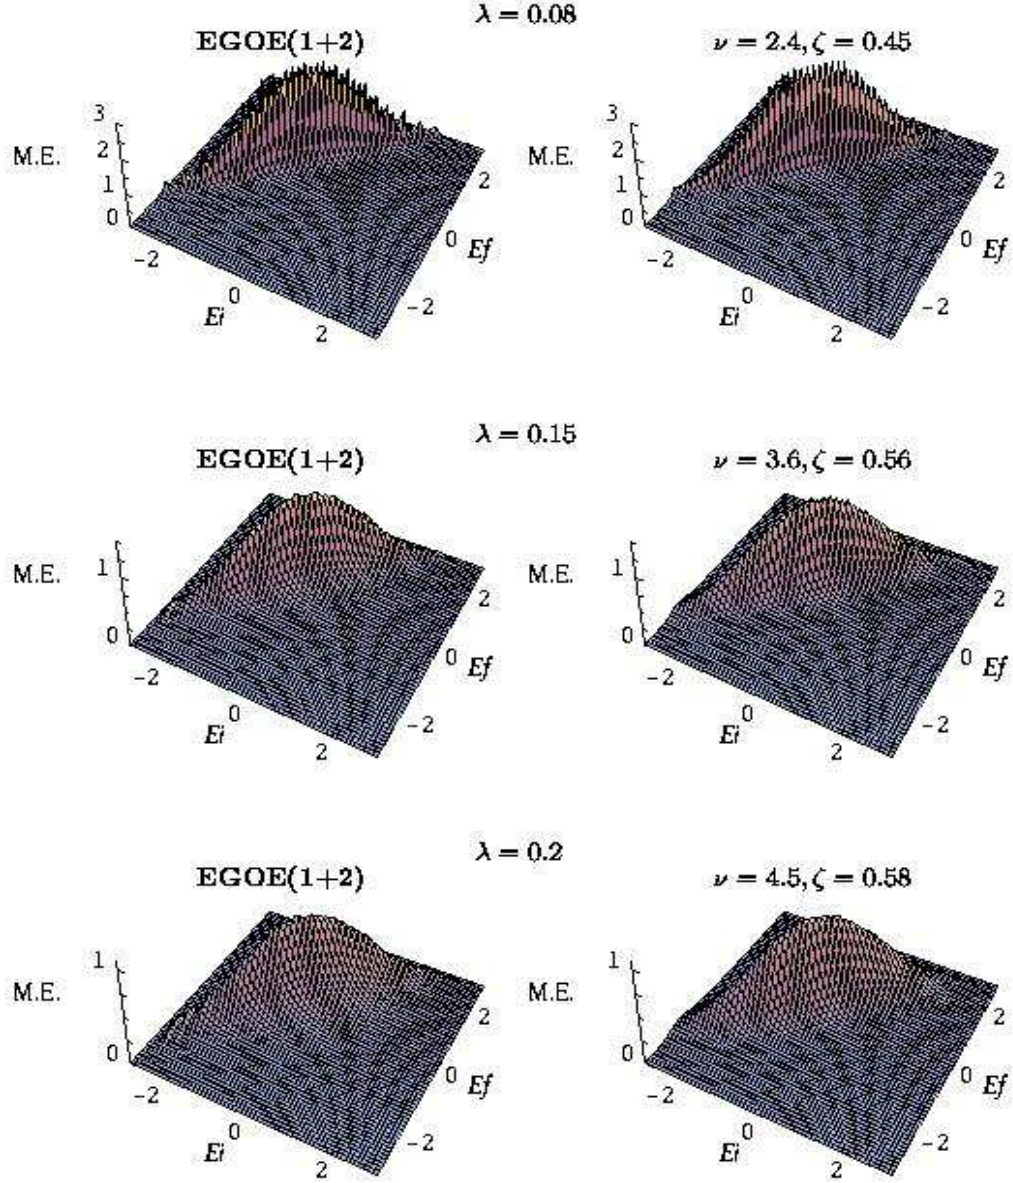 λ = 0.08
EGOE(1+2)
ν = 2.4, ζ = 0.45
3
2
1
0
M.E.
-2
0
2
Ei
2
0
-2
Ef
3
2
1
0
M.E.
-2
0
2
Ei
2
0
-2
Ef
λ = 0.15
EGOE(1+2)
ν = 3.6, ζ = 0.56
1
0
M.E.
-2
0
2
Ei
2
0
-2
Ef
1
0
M.E.
-2
0
2
Ei
2
0
-2
Ef
λ = 0.2
EGOE(1+2)
ν = 4.5, ζ = 0.58
1
0
M.E.
-2
0
2
Ei
2
0
-2
Ef
1
0
M.E.
-2
0
2
Ei
2
0
-2
Ef